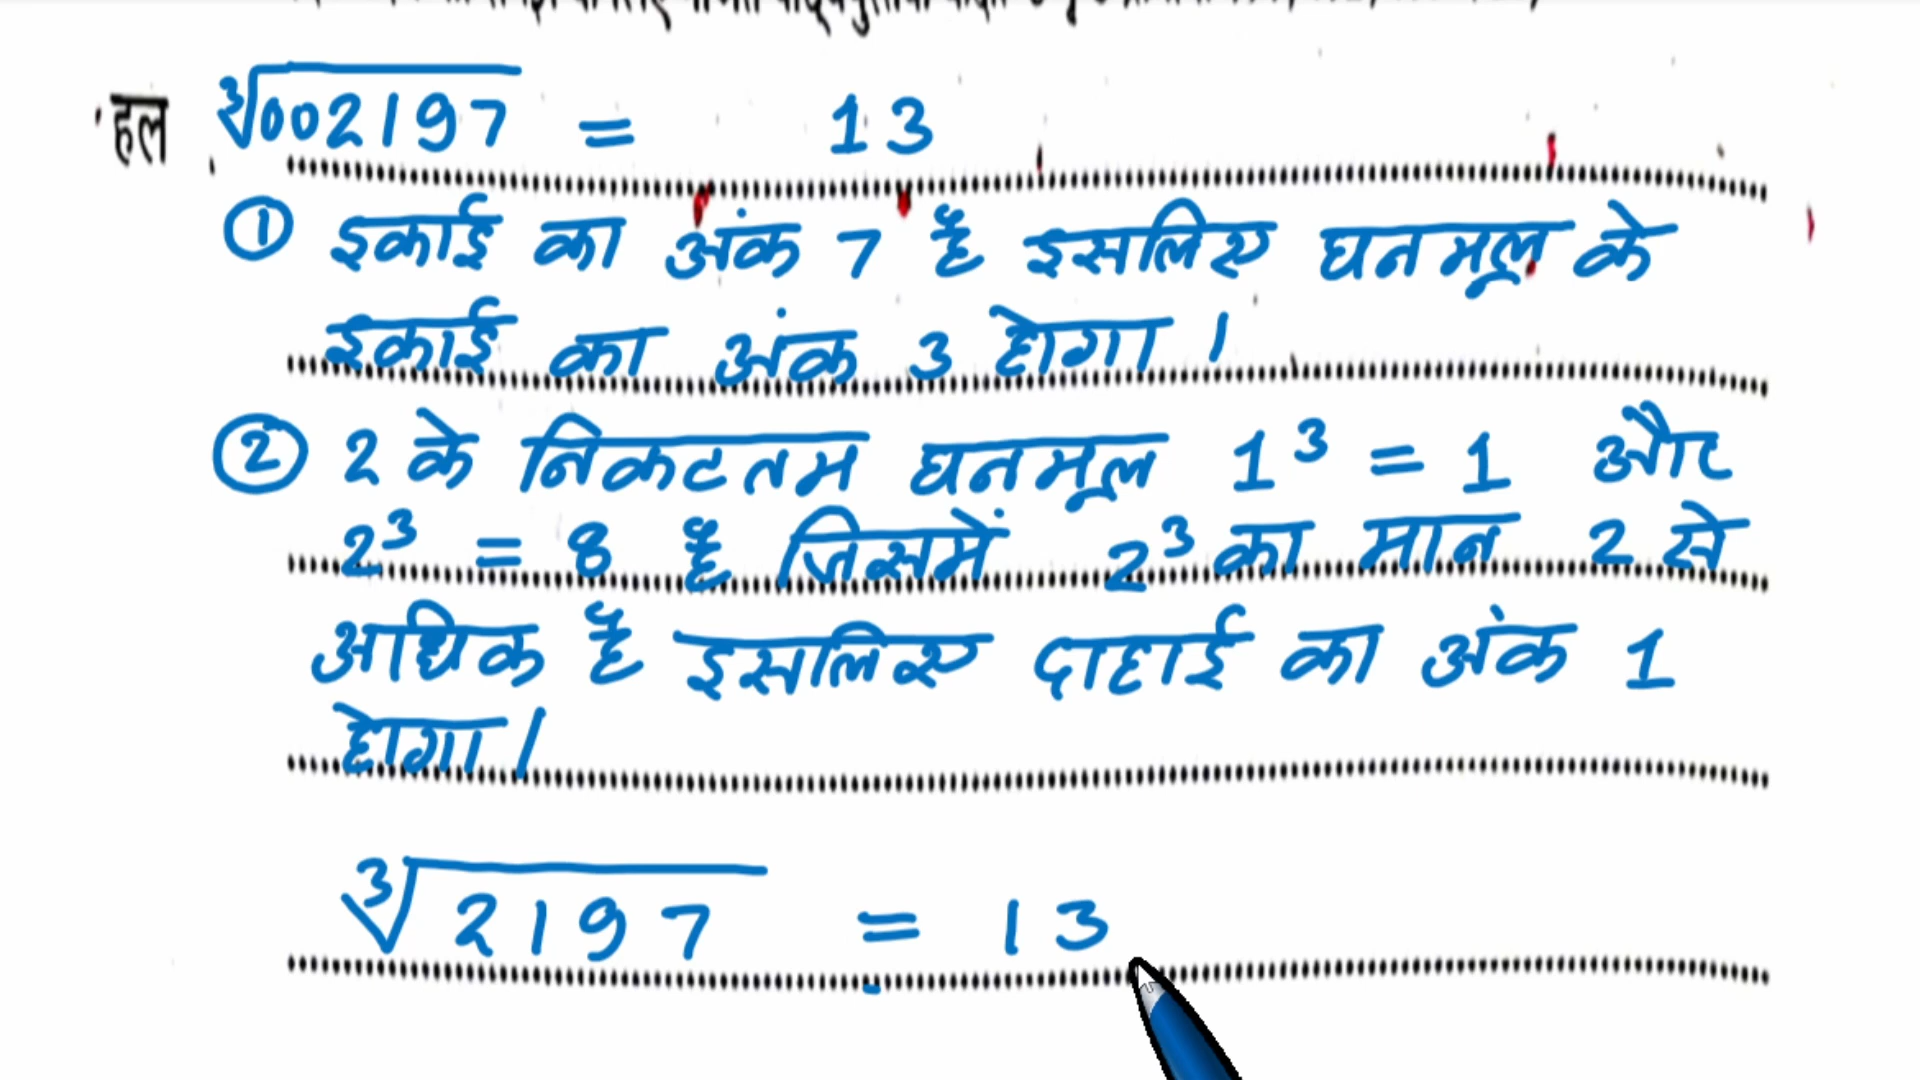 हल ∛002197 = 13
① इकाई का अंक 7 है इसलिए घनमूल के
इकाई का अंक 3 होगा ।
② 2 के निकटतम घनमूल 1³ = 1 और
2³ = 8 है जिसमें 2³ का मान 2 से
अधिक है इसलिए दाहाई का अंक 1
होगा ।
∛2197 = 13